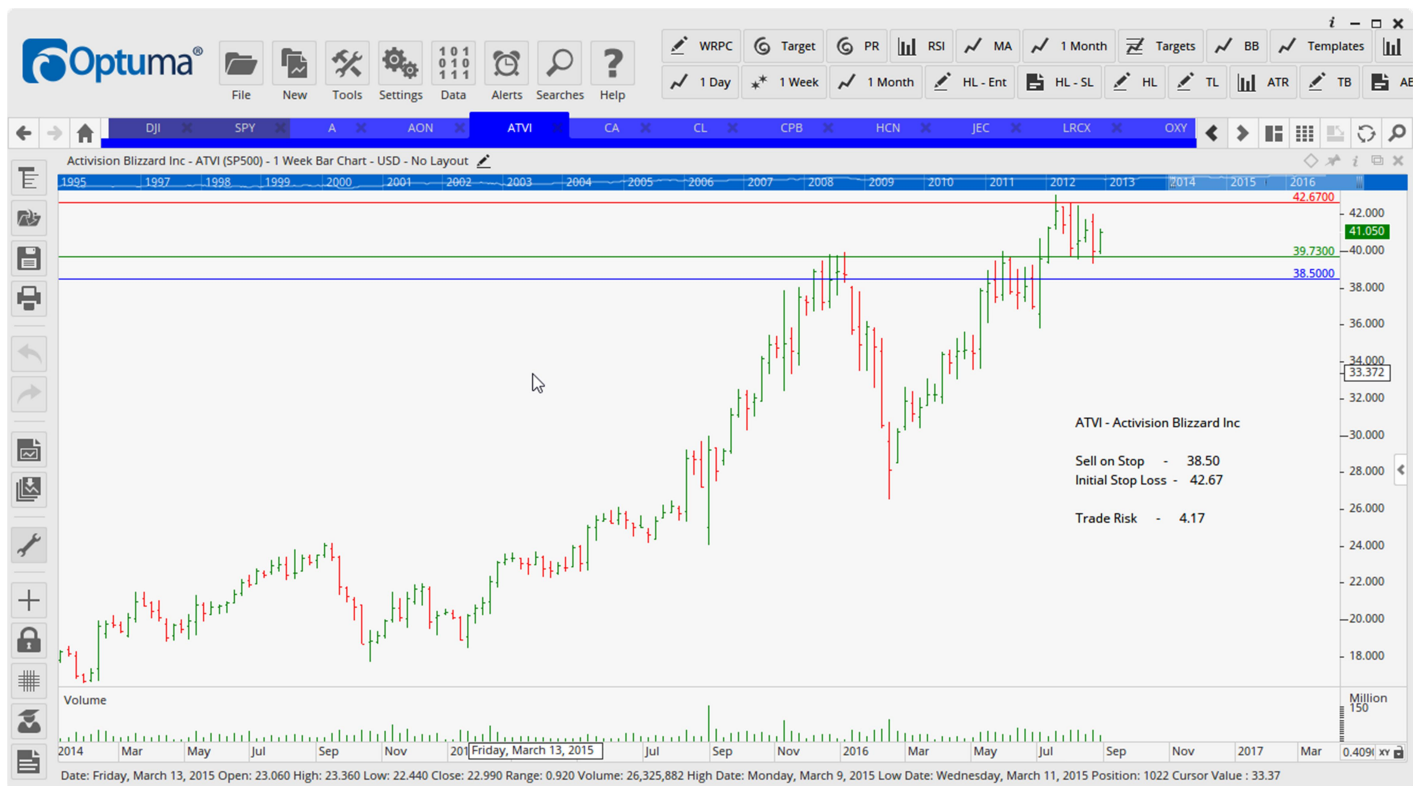 i
Optuma®
File New Tools Settings Data Alerts Searches Help
101
010
111
WRPC Target PR RSI MA 1 Month Targets BB Templates
1 Day 1 Week 1 Month HL - Ent HL - SL HL TL ATR TB AB
DJI SPY A AON ATVI CA CL CPB HCN JEC LRCX OXY
Activision Blizzard Inc - ATVI (SP500) - 1 Week Bar Chart - USD - No Layout
1995 1997 1998 1999 2000 2001 2002 2003 2004 2005 2006 2007 2008 2009 2010 2011 2012 2013 2014 2015 2016
42.6700
42.000
41.050
39.7300
40.000
38.5000
38.000
36.000
34.000
33.372
32.000
ATVI - Activision Blizzard Inc
30.000
Sell on Stop - 38.50
Initial Stop Loss - 42.67
28.000
Trade Risk - 4.17
26.000
24.000
22.000
20.000
18.000
Volume
Million
150
2014 Mar May Jul Sep Nov 201 Friday, March 13, 2015 Jul Sep Nov 2016 Mar May Jul Sep Nov 2017 Mar 0.409 XY
Date: Friday, March 13, 2015 Open: 23.060 High: 23.360 Low: 22.440 Close: 22.990 Range: 0.920 Volume: 26,325,882 High Date: Monday, March 9, 2015 Low Date: Wednesday, March 11, 2015 Position: 1022 Cursor Value : 33.37